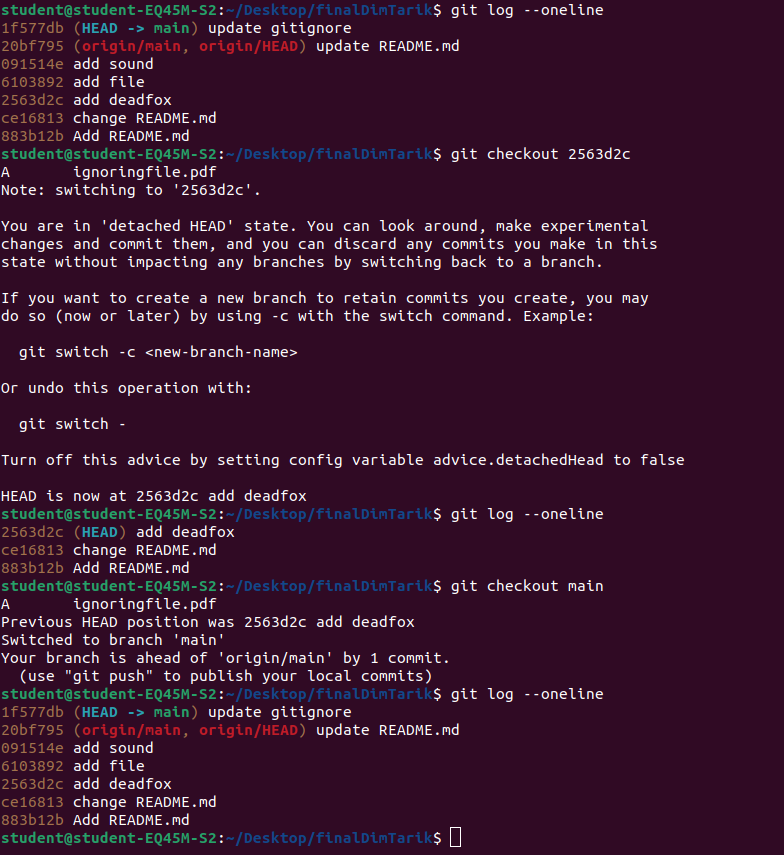 student@student-EQ45M-S2:~/Desktop/finalDimTarik$ git log --oneline
1f577db (HEAD -> main) update gitignore
20bf795 (origin/main, origin/HEAD) update README.md
091514e add sound
6103892 add file
2563d2c add deadfox
ce16813 change README.md
883b12b Add README.md
student@student-EQ45M-S2:~/Desktop/finalDimTarik$ git checkout 2563d2c
A       ignoringfile.pdf
Note: switching to '2563d2c'.

You are in 'detached HEAD' state. You can look around, make experimental
changes and commit them, and you can discard any commits you make in this
state without impacting any branches by switching back to a branch.

If you want to create a new branch to retain commits you create, you may
do so (now or later) by using -c with the switch command. Example:

  git switch -c <new-branch-name>

Or undo this operation with:

  git switch -

Turn off this advice by setting config variable advice.detachedHead to false

HEAD is now at 2563d2c add deadfox
student@student-EQ45M-S2:~/Desktop/finalDimTarik$ git log --oneline
2563d2c (HEAD) add deadfox
ce16813 change README.md
883b12b Add README.md
student@student-EQ45M-S2:~/Desktop/finalDimTarik$ git checkout main
A       ignoringfile.pdf
Previous HEAD position was 2563d2c add deadfox
Switched to branch 'main'
Your branch is ahead of 'origin/main' by 1 commit.
  (use "git push" to publish your local commits)
student@student-EQ45M-S2:~/Desktop/finalDimTarik$ git log --oneline
1f577db (HEAD -> main) update gitignore
20bf795 (origin/main, origin/HEAD) update README.md
091514e add sound
6103892 add file
2563d2c add deadfox
ce16813 change README.md
883b12b Add README.md
student@student-EQ45M-S2:~/Desktop/finalDimTarik$